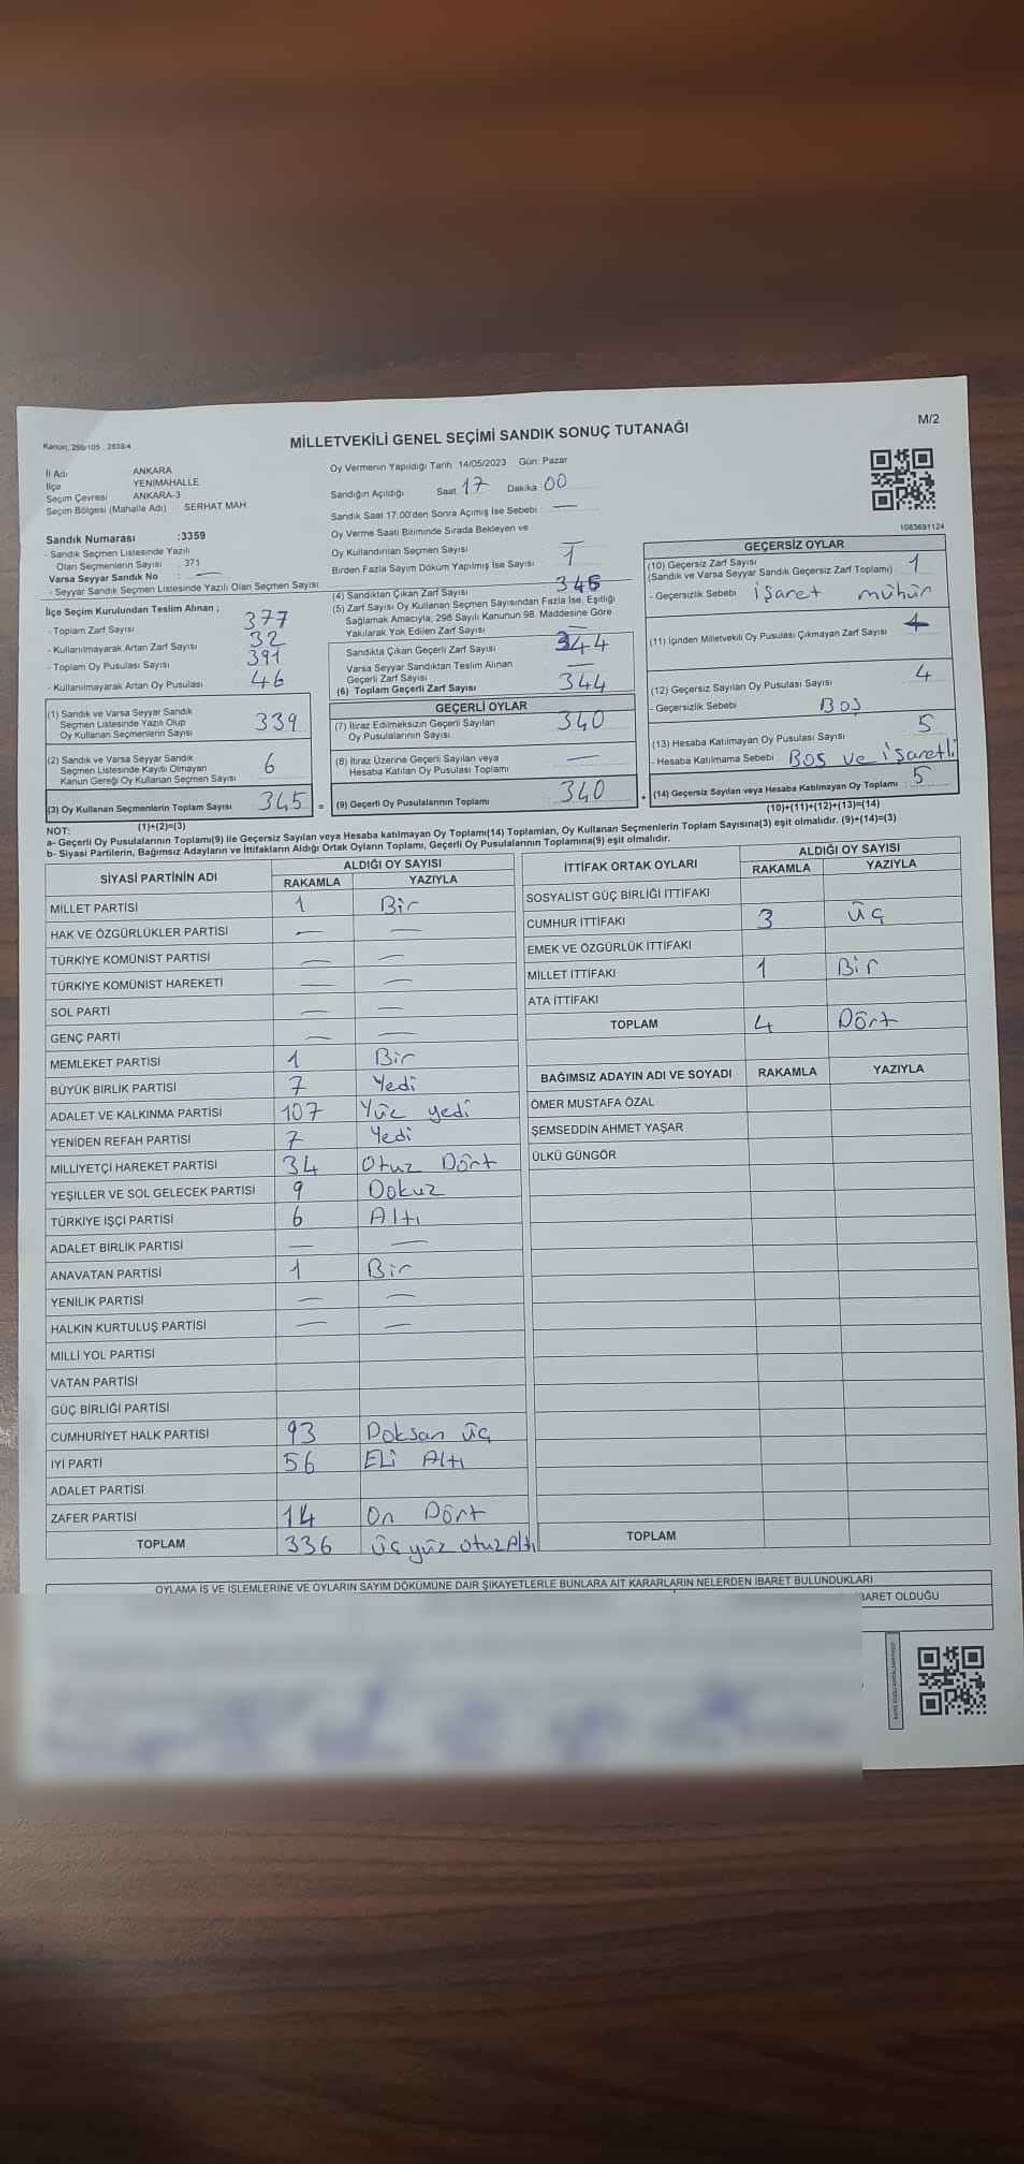 M/2
Kanun; 298/105 , 2839/4
MİLLETVEKİLİ GENEL SEÇİMİ SANDIK SONUÇ TUTANAĞI
İl Adı ANKARA
İlçe YENİMAHALLE
Seçim Çevresi ANKARA-3
Seçim Bölgesi (Mahalle Adı) SERHAT MAH.
Sandık Numarası :3359
- Sandık Seçmen Listesinde Yazılı
Olan Seçmenlerin Sayısı : 371
Varsa Seyyar Sandık No : —
- Seyyar Sandık Seçmen Listesinde Yazılı Olan Seçmen Sayısı
İlçe Seçim Kurulundan Teslim Alınan ;
- Toplam Zarf Sayısı 377
- Kullanılmayarak Artan Zarf Sayısı 32
- Toplam Oy Pusulası Sayısı 391
- Kullanılmayarak Artan Oy Pusulası 46
(1) Sandık ve Varsa Seyyar Sandık
Seçmen Listesinde Yazılı Olup
Oy Kullanan Seçmenlerin Sayısı 339
(2) Sandık ve Varsa Seyyar Sandık
Seçmen Listesinde Kayıtlı Olmayan
Kanun Gereği Oy Kullanan Seçmen Sayısı 6
(3) Oy Kullanan Seçmenlerin Toplam Sayısı 345 =
(1)+(2)=(3)
Oy Vermenin Yapıldığı Tarih :14/05/2023 Gün: Pazar
Sandığın Açıldığı Saat 17 Dakika 00
Sandık Saat 17.00'den Sonra Açımış İse Sebebi : —
Oy Verme Saati Bitiminde Sırada Bekleyen ve
Oy Kullandırılan Seçmen Sayısı —
Birden Fazla Sayım Döküm Yapılmış İse Sayısı 1
(4) Sandıktan Çıkan Zarf Sayısı 345
(5) Zarf Sayısı Oy Kullanan Seçmen Sayısından Fazla İse, Eşitliği
Sağlamak Amacıyla, 298 Sayılı Kanunun 98. Maddesine Göre
Yakılarak Yok Edilen Zarf Sayısı
Sandıkta Çıkan Geçerli Zarf Sayısı 344
Varsa Seyyar Sandıktan Teslim Alınan
Geçerli Zarf Sayısı —
(6) Toplam Geçerli Zarf Sayısı 344
GEÇERLİ OYLAR
(7) İtiraz Edilmeksizin Geçerli Sayılan
Oy Pusulalarının Sayısı 340
(8) İtiraz Üzerine Geçerli Sayılan veya
Hesaba Katılan Oy Pusulası Toplamı —
(9) Geçerli Oy Pusulalarının Toplamı 340 +
1083691124
GEÇERSİZ OYLAR
(10) Geçersiz Zarf Sayısı
(Sandık ve Varsa Seyyar Sandık Geçersiz Zarf Toplamı) 1
- Geçersizlik Sebebi işaret mühür
(11) İçinden Milletvekili Oy Pusulası Çıkmayan Zarf Sayısı
(12) Geçersiz Sayılan Oy Pusulası Sayısı 4
- Geçersizlik Sebebi Boş
(13) Hesaba Katılmayan Oy Pusulası Sayısı 5
- Hesaba Katılmama Sebebi Boş ve işaretli
(14) Geçersiz Sayılan veya Hesaba Katılmayan Oy Toplamı : 5
(10)+(11)+(12)+(13)=(14)
NOT:
a- Geçerli Oy Pusulalarının Toplamı(9) ile Geçersiz Sayılan veya Hesaba katılmayan Oy Toplamı(14) Toplamları, Oy Kullanan Seçmenlerin Toplam Sayısına(3) eşit olmalıdır. (9)+(14)=(3)
b- Siyasi Partilerin, Bağımsız Adayların ve İttifakların Aldığı Ortak Oyların Toplamı, Geçerli Oy Pusulalarının Toplamına(9) eşit olmalıdır.
SİYASİ PARTİNİN ADI ALDIĞI OY SAYISI
RAKAMLA YAZIYLA
MİLLET PARTİSİ 1 Bir
HAK VE ÖZGÜRLÜKLER PARTİSİ — —
TÜRKİYE KOMÜNİST PARTİSİ — —
TÜRKİYE KOMÜNİST HAREKETİ — —
SOL PARTİ — —
GENÇ PARTİ — —
MEMLEKET PARTİSİ 1 Bir
BÜYÜK BİRLİK PARTİSİ 7 Yedi
ADALET VE KALKINMA PARTİSİ 107 Yüz yedi
YENİDEN REFAH PARTİSİ 7 Yedi
MİLLİYETÇİ HAREKET PARTİSİ 34 Otuz Dört
YEŞİLLER VE SOL GELECEK PARTİSİ 9 Dokuz
TÜRKİYE İŞÇİ PARTİSİ 6 Altı
ADALET BİRLİK PARTİSİ — —
ANAVATAN PARTİSİ 1 Bir
YENİLİK PARTİSİ — —
HALKIN KURTULUŞ PARTİSİ — —
MİLLİ YOL PARTİSİ
VATAN PARTİSİ
GÜÇ BİRLİĞİ PARTİSİ
CUMHURİYET HALK PARTİSİ 93 Doksan üç
İYİ PARTİ 56 ELi Altı
ADALET PARTİSİ
ZAFER PARTİSİ 14 On Dört
TOPLAM 336 üç yüz otuz Altı
İTTİFAK ORTAK OYLARI ALDIĞI OY SAYISI
RAKAMLA YAZIYLA
SOSYALİST GÜÇ BİRLİĞİ İTTİFAKI
CUMHUR İTTİFAKI 3 üç
EMEK VE ÖZGÜRLÜK İTTİFAKI
MİLLET İTTİFAKI 1 Bir
ATA İTTİFAKI
TOPLAM 4 Dört
BAĞIMSIZ ADAYIN ADI VE SOYADI RAKAMLA YAZIYLA
ÖMER MUSTAFA ÖZAL
ŞEMSEDDİN AHMET YAŞAR
ÜLKÜ GÜNGÖR
TOPLAM
OYLAMA İŞ VE İŞLEMLERİNE VE OYLARIN SAYIM DÖKÜMÜNE DAİR ŞİKAYETLERLE BUNLARA AİT KARARLARIN NELERDEN İBARET BULUNDUKLARI
BARET OLDUĞU